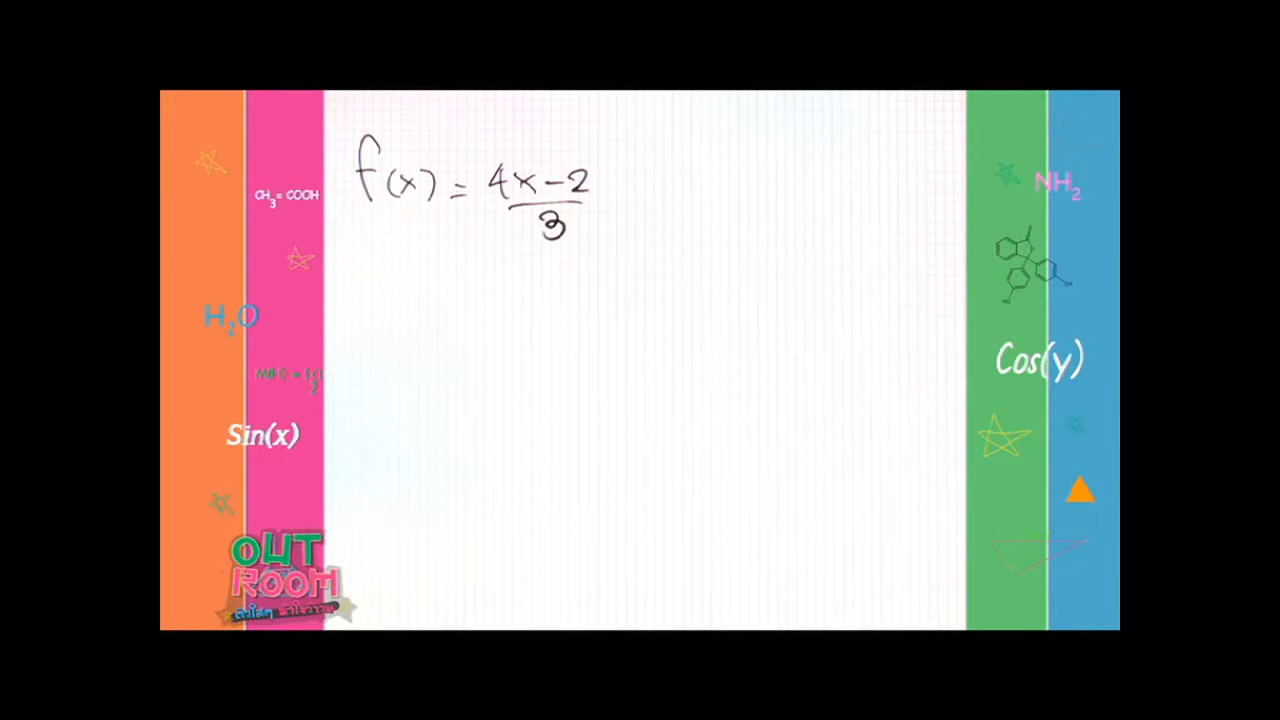 f(x) = 4x-2
3
CH3= COOH
H2O
Sin(x)
OUT
ROOM
NH2
Cos(y)